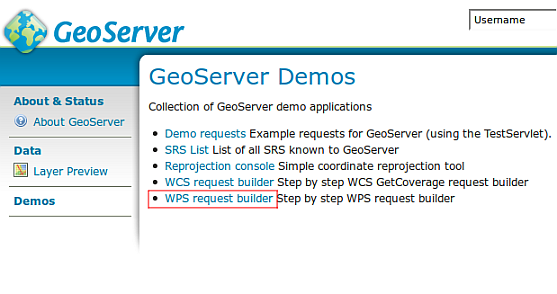 GeoServer
Username
GeoServer Demos
About & Status
About GeoServer
Data
Layer Preview
Demos
Collection of GeoServer demo applications
Demo requests Example requests for GeoServer (using the TestServlet).
SRS List List of all SRS known to GeoServer
Reprojection console Simple coordinate reprojection tool
WCS request builder Step by step WCS GetCoverage request builder
WPS request builder Step by step WPS request builder